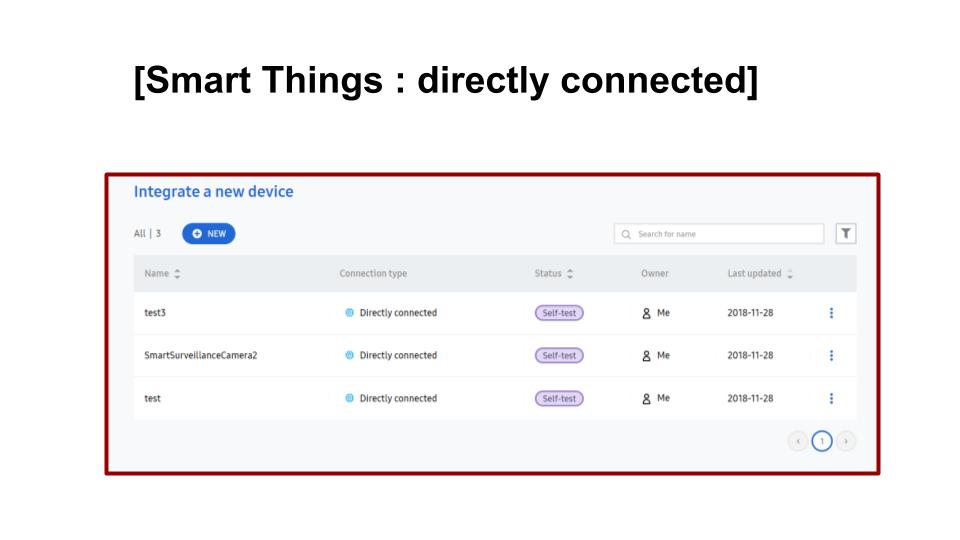 [Smart Things : directly connected]
Integrate a new device
All | 3 NEW Search for name
Name Connection type Status Owner Last updated
test3 Directly connected Self-test Me 2018-11-28
SmartSurveillanceCamera2 Directly connected Self-test Me 2018-11-28
test Directly connected Self-test Me 2018-11-28
1